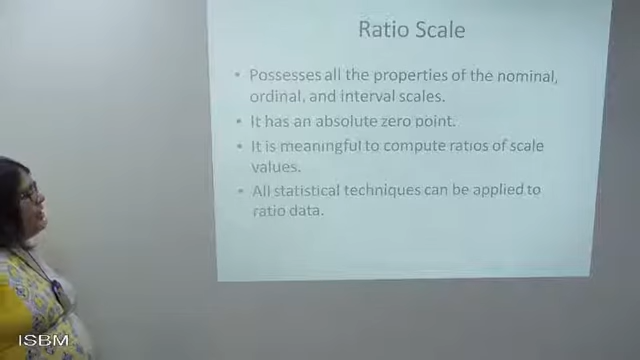 Ratio Scale
• Possesses all the properties of the nominal,
ordinal, and interval scales.
• It has an absolute zero point.
• It is meaningful to compute ratios of scale
values.
• All statistical techniques can be applied to
ratio data.
ISBM